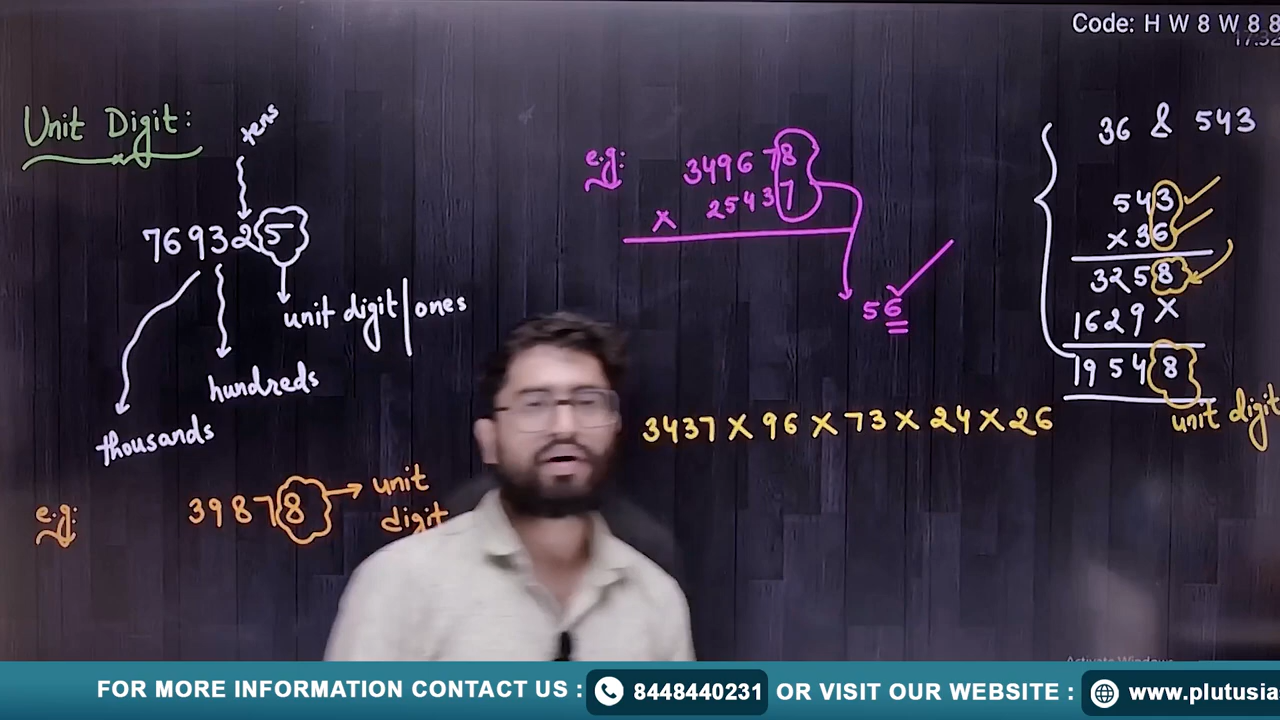 Code: H W 8 W 8 8
17:32
Unit Digit:
tens
769325
unit digit/ones
hundreds
thousands
e.g:
39878
unit
digit
e.g:
349678
x 25437
56
3437 x 96 x 73 x 24 x 26
36 & 543
543
x 36
3258
1629 x
19548
unit digit
FOR MORE INFORMATION CONTACT US : 8448440231 OR VISIT OUR WEBSITE : www.plutusia